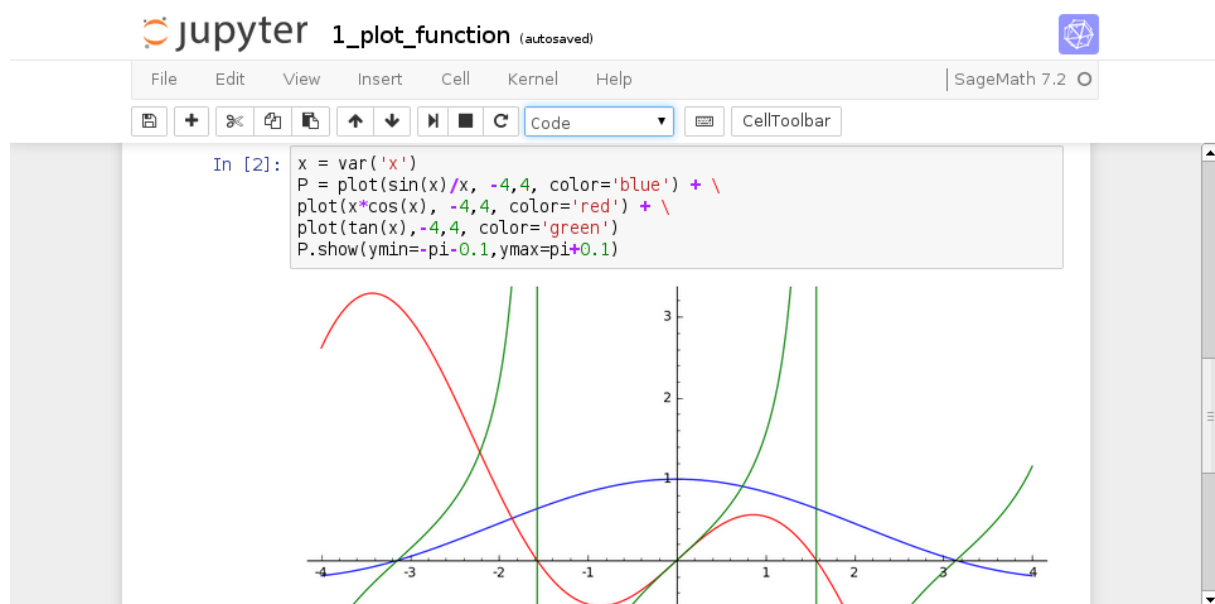 jupyter 1_plot_function (autosaved)
File Edit View Insert Cell Kernel Help SageMath 7.2
Code CellToolbar
In [2]: x = var('x')
P = plot(sin(x)/x, -4,4, color='blue') + \
plot(x*cos(x), -4,4, color='red') + \
plot(tan(x),-4,4, color='green')
P.show(ymin=-pi-0.1,ymax=pi+0.1)
3
2
1
-4 -3 -2 -1 1 2 3 4